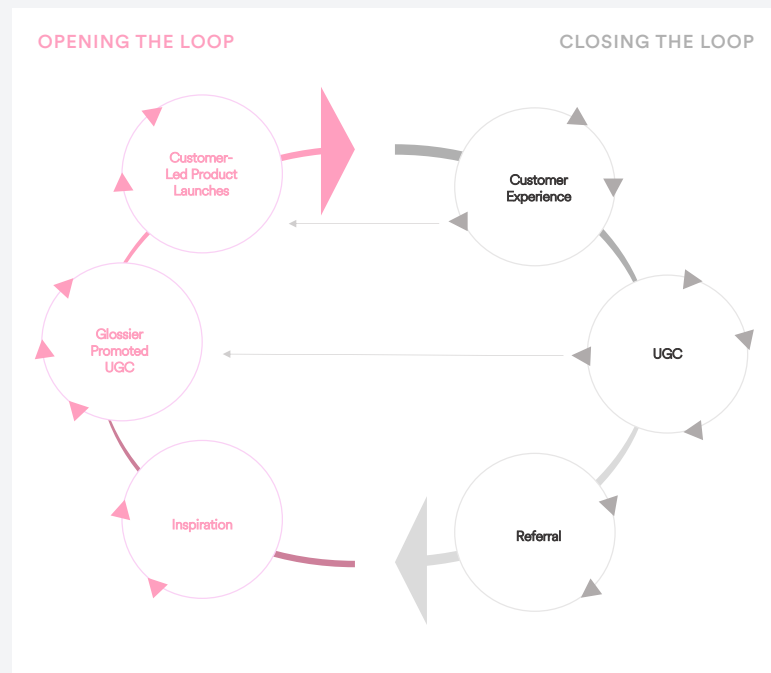 OPENING THE LOOP
CLOSING THE LOOP
Customer-
Led Product
Launches
Customer
Experience
Glossier
Promoted
UGC
UGC
Inspiration
Referral